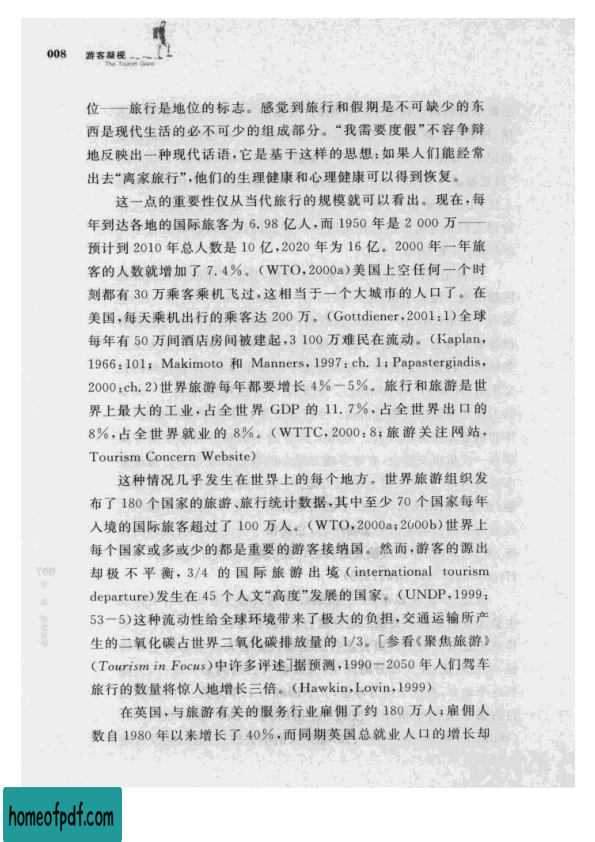 008 游客凝视
The Tourist Gaze
位——旅行是地位的标志。感觉到旅行和假期是不可缺少的东
西是现代生活的必不可少的组成部分。“我需要度假”不容争辩
地反映出一种现代话语,它是基于这样的思想:如果人们能经常
出去“离家旅行”,他们的生理健康和心理健康可以得到恢复。
这一点的重要性仅从当代旅行的规模就可以看出。现在,每
年到达各地的国际旅客为 6.98 亿人,而 1950 年是 2 000 万——
预计到 2010 年总人数是 10 亿,2020 年为 16 亿。2000 年一年旅
客的人数就增加了 7.4%。(WTO,2000a)美国上空任何一个时
刻都有 30 万乘客乘机飞过,这相当于一个大城市的人口了。在
美国,每天乘机出行的乘客达 200 万。(Gottdiener,2001:1)全球
每年有 50 万间酒店房间被建起,3 100 万难民在流动。(Kaplan,
1966:101; Makimoto 和 Manners,1997:ch. 1; Papastergiadis,
2000:ch. 2)世界旅游每年都要增长 4%—5%。旅行和旅游是世
界上最大的工业,占全世界 GDP 的 11.7%,占全世界出口的
8%,占全世界就业的 8%。(WTTC,2000:8;旅游关注网站,
Tourism Concern Website)
这种情况几乎发生在世界上的每个地方。世界旅游组织发
布了 180 个国家的旅游、旅行统计数据,其中至少 70 个国家每年
入境的国际旅客超过了 100 万人。(WTO,2000a;2000b)世界上
每个国家或多或少的都是重要的游客接纳国。然而,游客的源出
却极不平衡,3/4 的国际旅游出境(international tourism
departure)发生在 45 个人文“高度”发展的国家。(UNDP,1999:
53—5)这种流动性给全球环境带来了极大的负担,交通运输所产
生的二氧化碳占世界二氧化碳排放量的 1/3。[参看《聚焦旅游》
(Tourism in Focus)中许多评述]据预测,1990—2050 年人们驾车
旅行的数量将惊人地增长三倍。(Hawkin,Lovin,1999)
在英国,与旅游有关的服务行业雇佣了约 180 万人;雇佣人
数自 1980 年以来增长了 40%,而同期英国总就业人口的增长却
homeofpdf.com